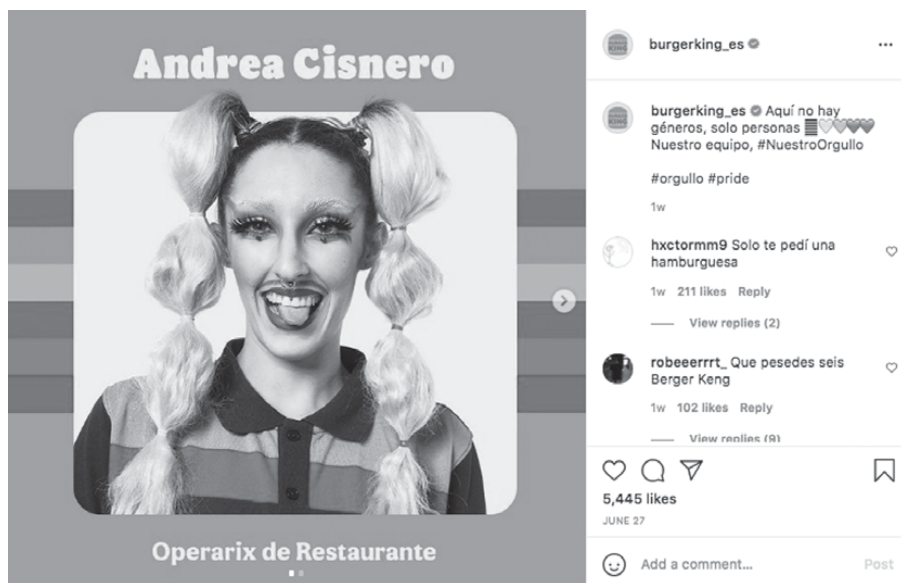 Andrea Cisnero
Operarix de Restaurante
burgerking_es
burgerking_es Aquí no hay
géneros, solo personas
Nuestro equipo, #NuestroOrgullo
#orgullo #pride
1w
hxctormm9 Solo te pedí una
hamburguesa
1w 211 likes Reply
View replies (2)
robeeerrrt_ Que pesedes seis
Berger Keng
1w 102 likes Reply
View replies (9)
5,445 likes
JUNE 27
Add a comment... Post